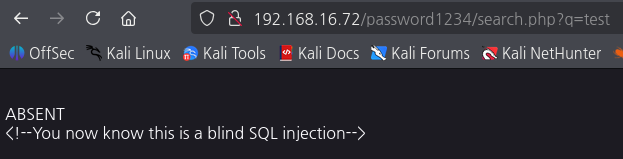 192.168.16.72/password1234/search.php?q=test
OffSec Kali Linux Kali Tools Kali Docs Kali Forums Kali NetHunter
ABSENT
<!--You now know this is a blind SQL injection-->